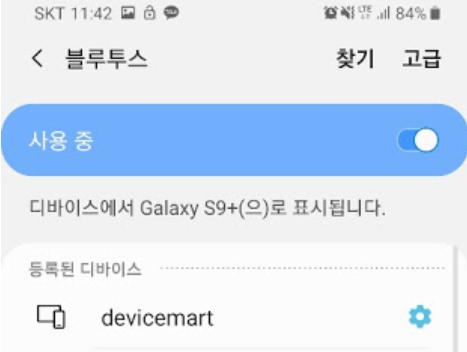 SKT 11:42 LTE 84%
블루투스 찾기 고급
사용 중
디바이스에서 Galaxy S9+(으)로 표시됩니다.
등록된 디바이스
devicemart